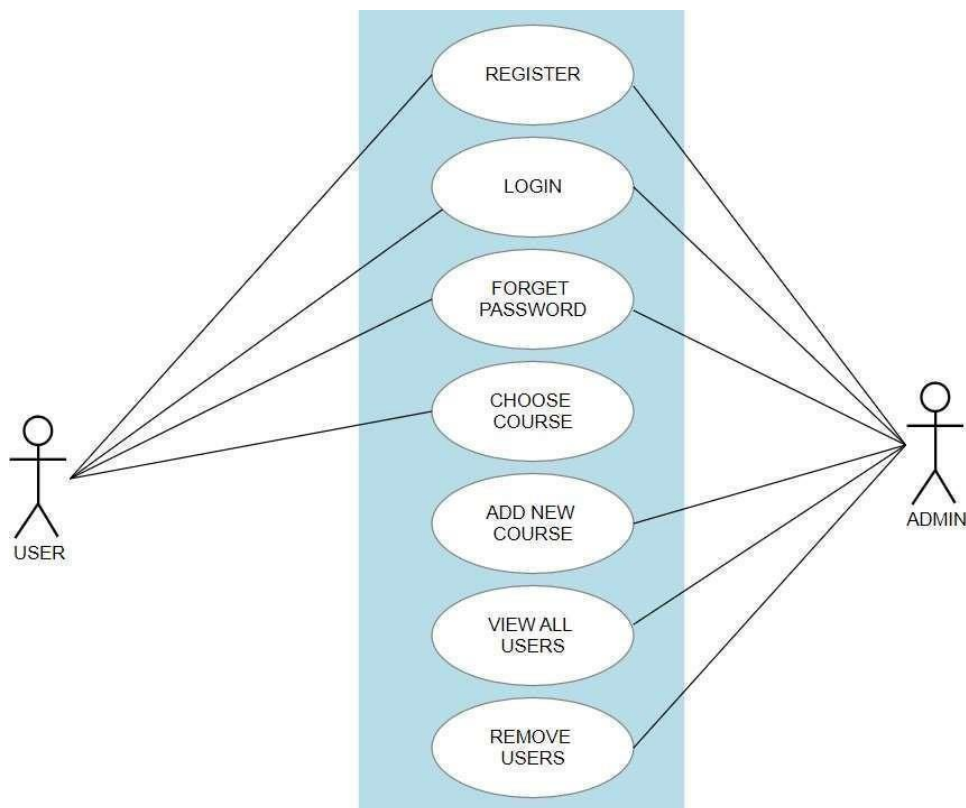 REGISTER
LOGIN
FORGET
PASSWORD
CHOOSE
COURSE
ADD NEW
COURSE
VIEW ALL
USERS
REMOVE
USERS
USER
ADMIN